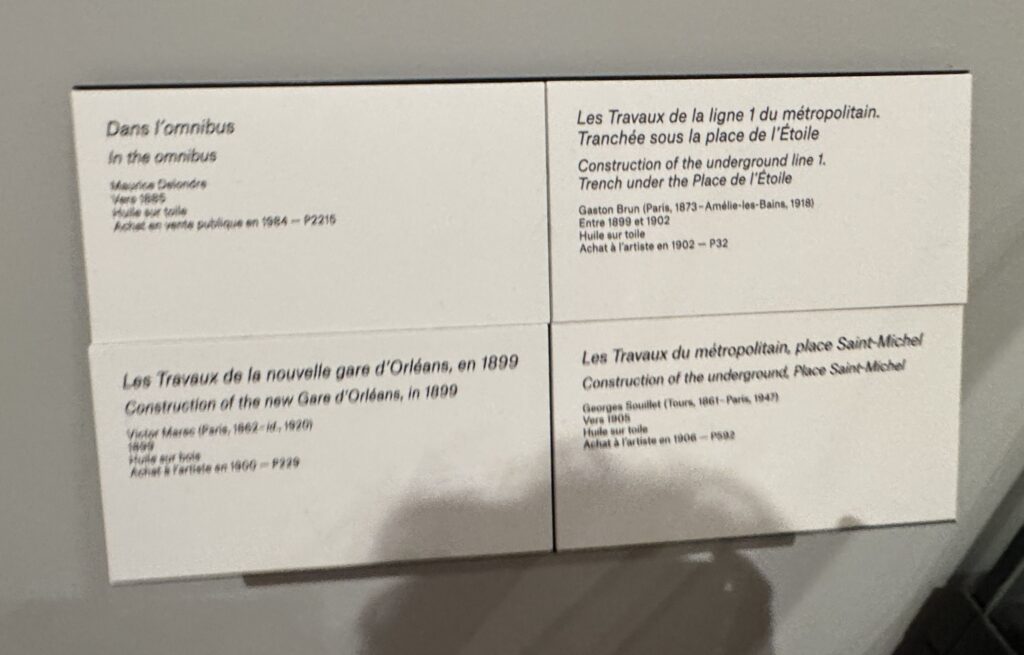 Dans l'omnibus
In the omnibus
Maurice Delondre
Vers 1885
Huile sur toile
Achat en vente publique en 1984 – P2215
Les Travaux de la ligne 1 du métropolitain.
Tranchée sous la place de l'Étoile
Construction of the underground line 1.
Trench under the Place de l'Étoile
Gaston Brun (Paris, 1873 - Amélie-les-Bains, 1918)
Entre 1899 et 1902
Huile sur toile
Achat à l'artiste en 1902 – P32
Les Travaux de la nouvelle gare d'Orléans, en 1899
Construction of the new Gare d'Orléans, in 1899
Victor Marec (Paris, 1862 - id., 1920)
1899
Huile sur bois
Achat à l'artiste en 1900 – P229
Les Travaux du métropolitain, place Saint-Michel
Construction of the underground, Place Saint-Michel
Georges Souillet (Tours, 1861 - Paris, 1947)
Vers 1905
Huile sur toile
Achat à l'artiste en 1906 – P592